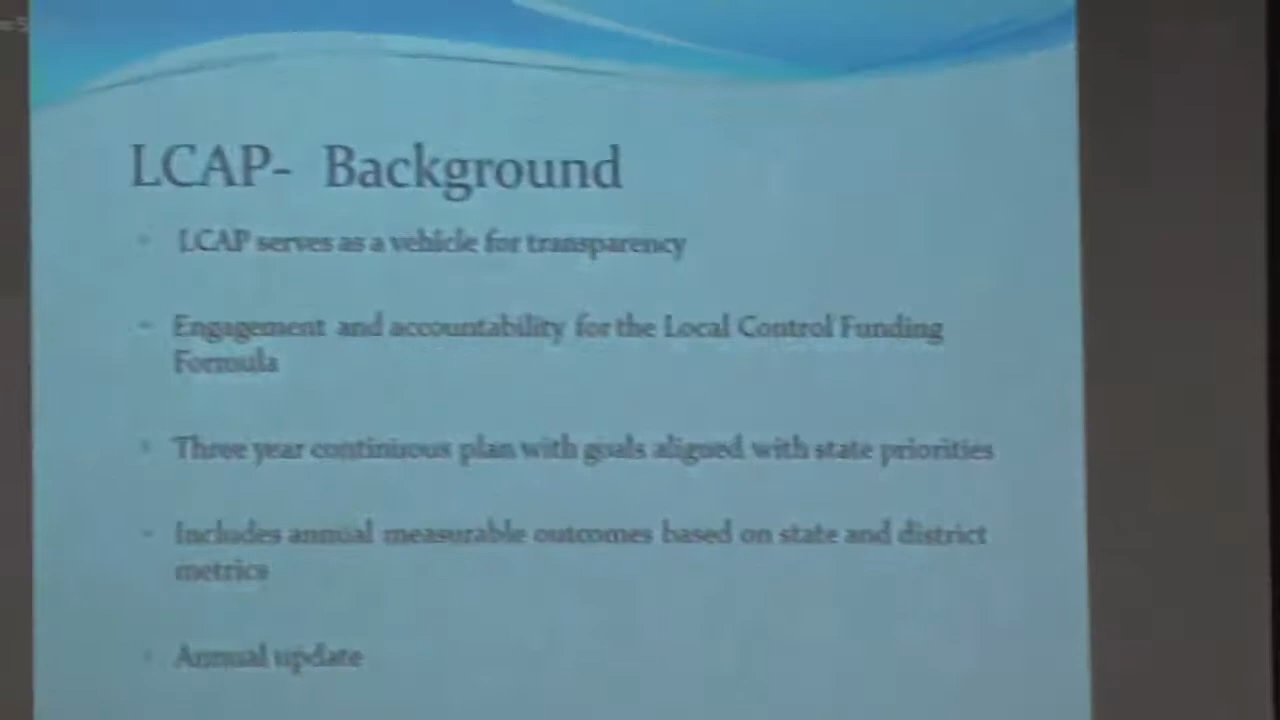 LCAP- Background
LCAP serves as a vehicle for transparency
Engagement and accountability for the Local Control Funding
Formula
Three year continuous plan with goals aligned with state priorities
Includes annual measurable outcomes based on state and district
metrics
Annual update